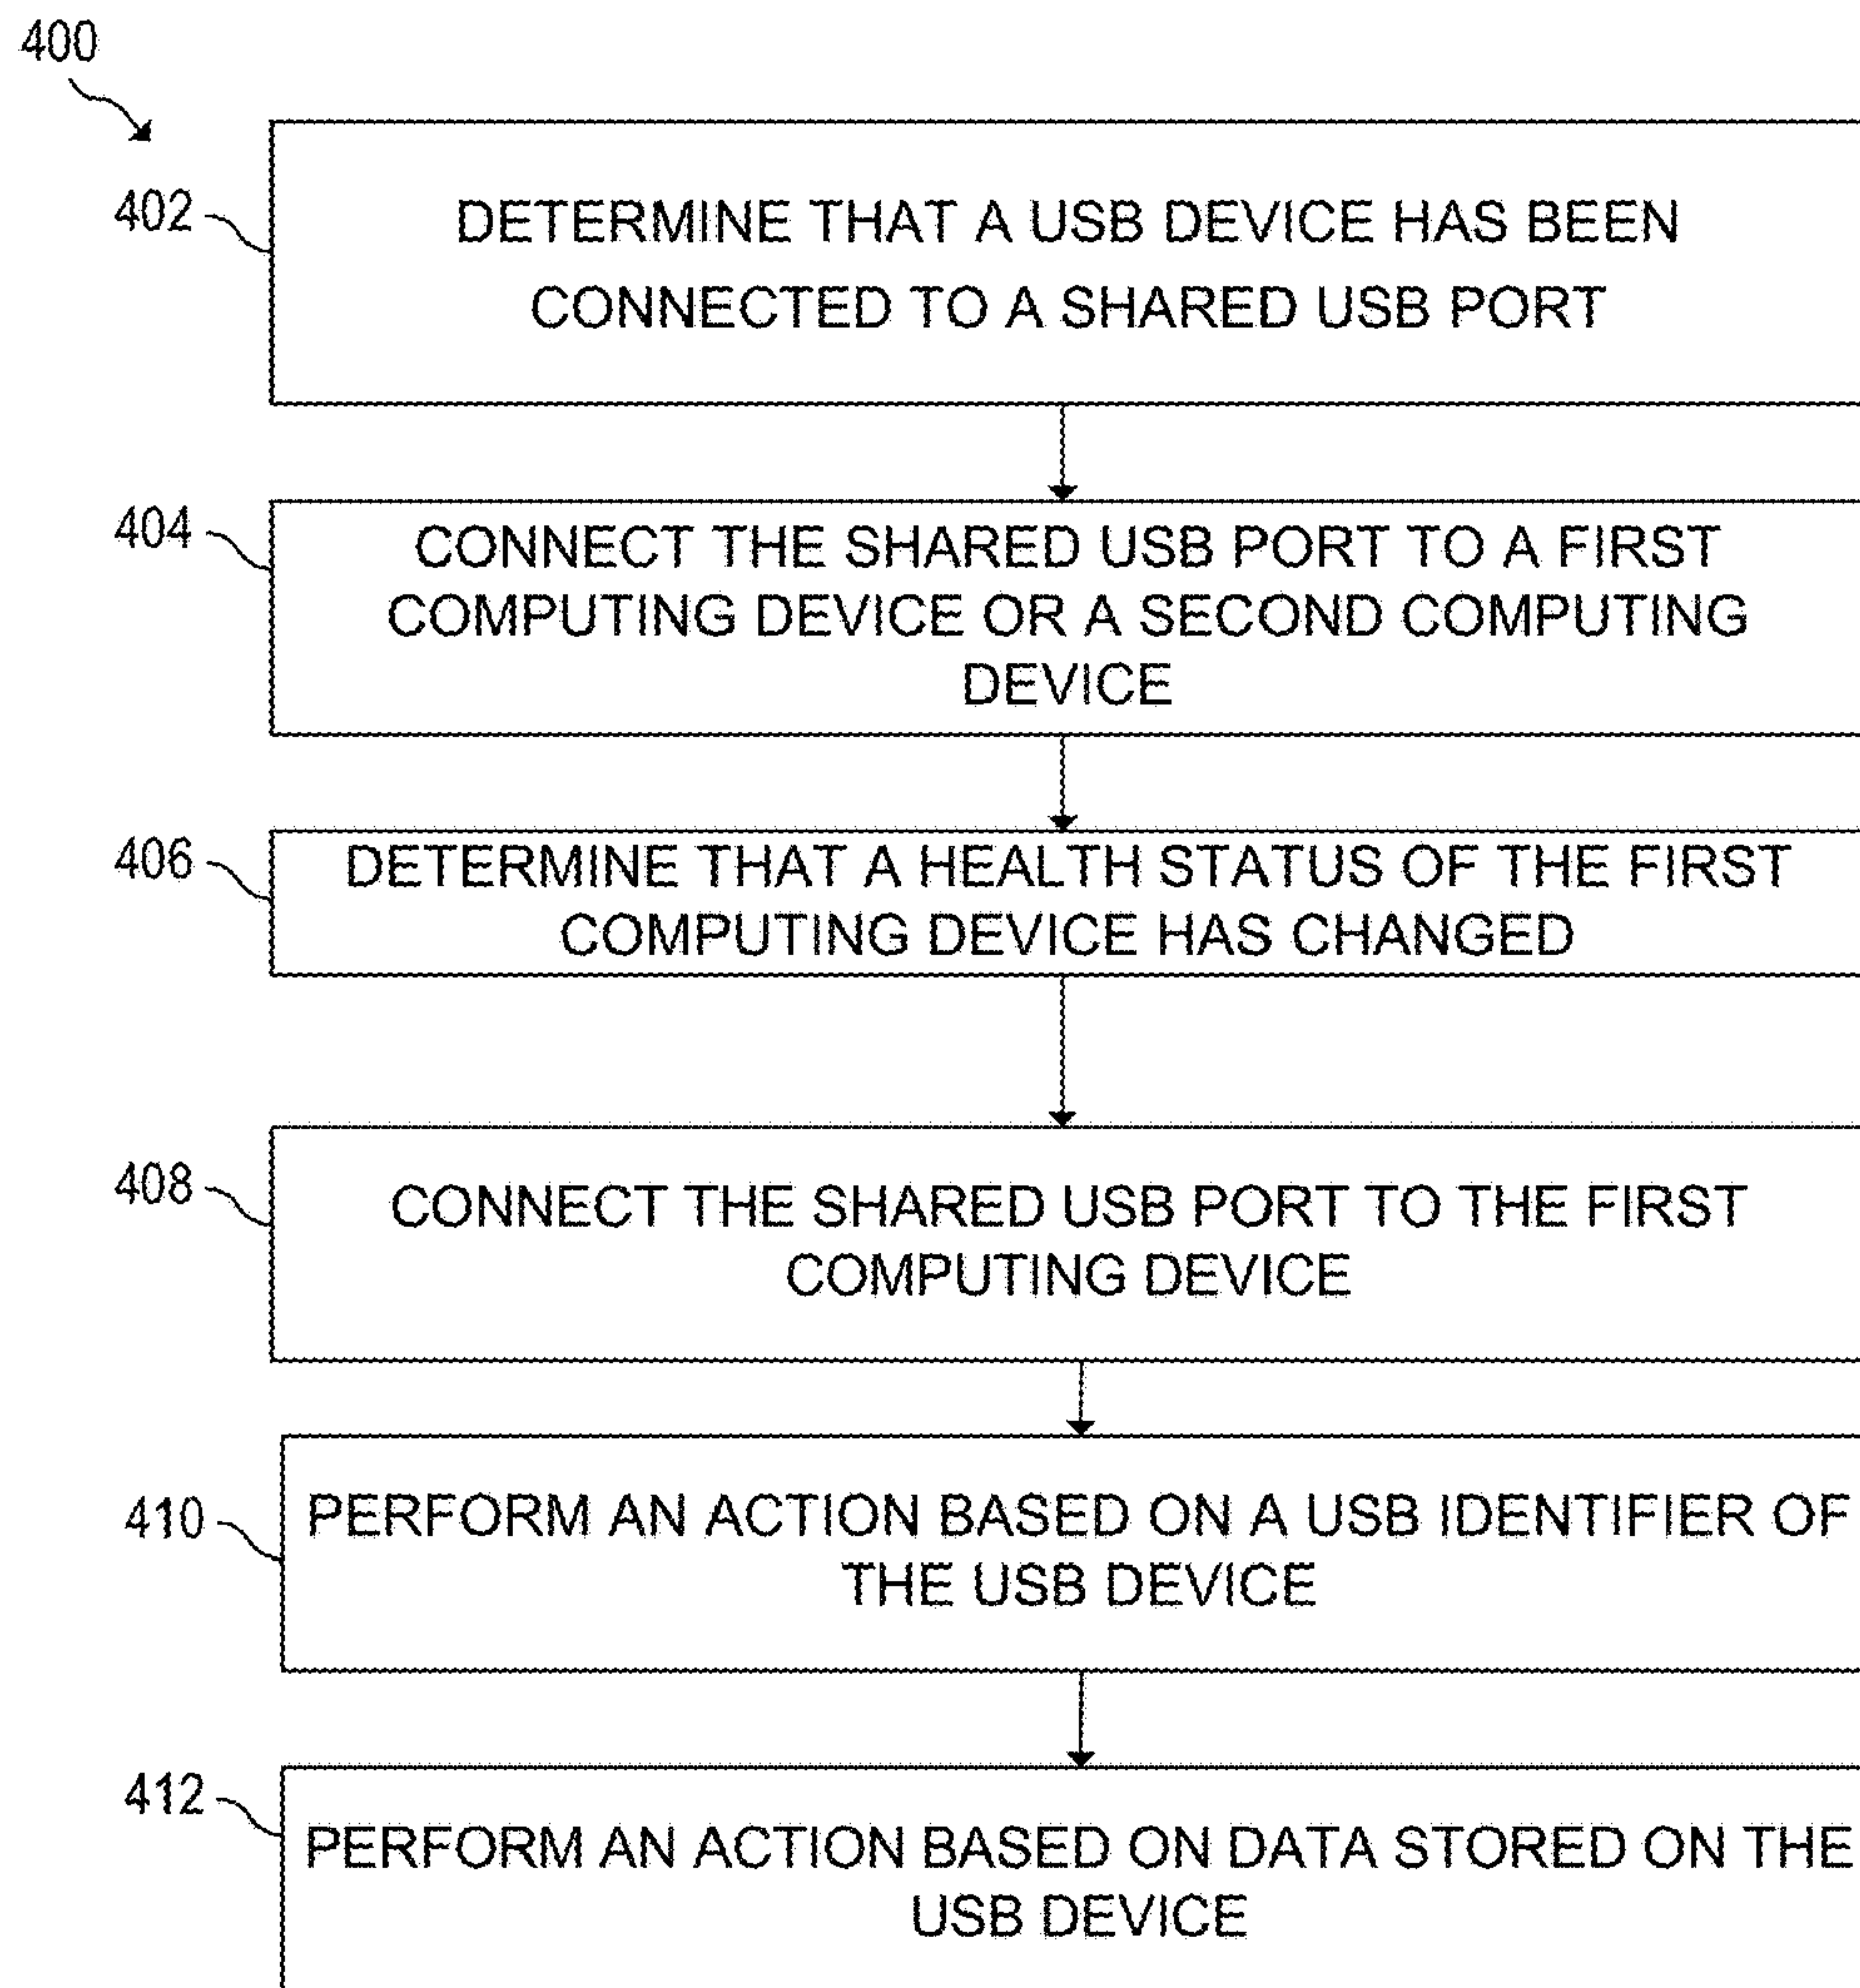 400
402
DETERMINE THAT A USB DEVICE HAS BEEN
CONNECTED TO A SHARED USB PORT
404
CONNECT THE SHARED USB PORT TO A FIRST
COMPUTING DEVICE OR A SECOND COMPUTING
DEVICE
406
DETERMINE THAT A HEALTH STATUS OF THE FIRST
COMPUTING DEVICE HAS CHANGED
408
CONNECT THE SHARED USB PORT TO THE FIRST
COMPUTING DEVICE
410
PERFORM AN ACTION BASED ON A USB IDENTIFIER OF
THE USB DEVICE
412
PERFORM AN ACTION BASED ON DATA STORED ON THE
USB DEVICE